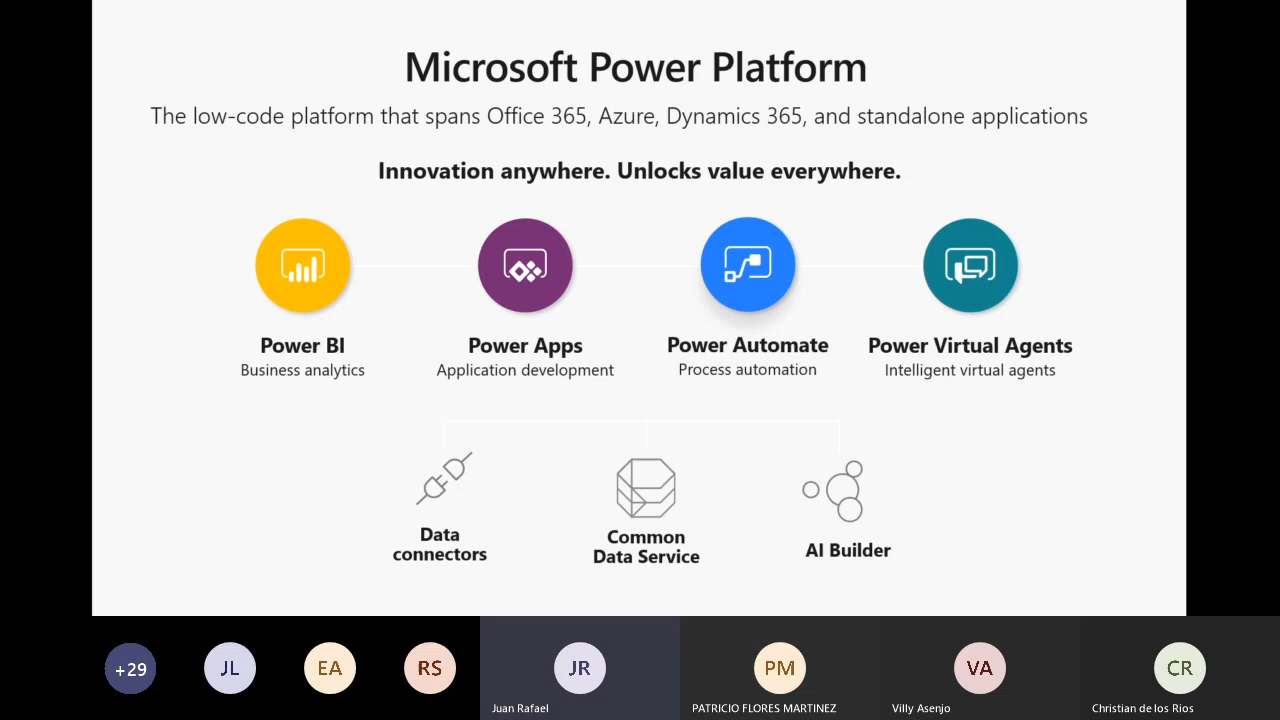 Microsoft Power Platform
The low-code platform that spans Office 365, Azure, Dynamics 365, and standalone applications
Innovation anywhere. Unlocks value everywhere.
Power BI
Business analytics
Power Apps
Application development
Power Automate
Process automation
Power Virtual Agents
Intelligent virtual agents
Data
connectors
Common
Data Service
AI Builder
+29
JL
EA
RS
JR
Juan Rafael
PM
PATRICIO FLORES MARTINEZ
VA
Villy Asenjo
CR
Christian de los Rios